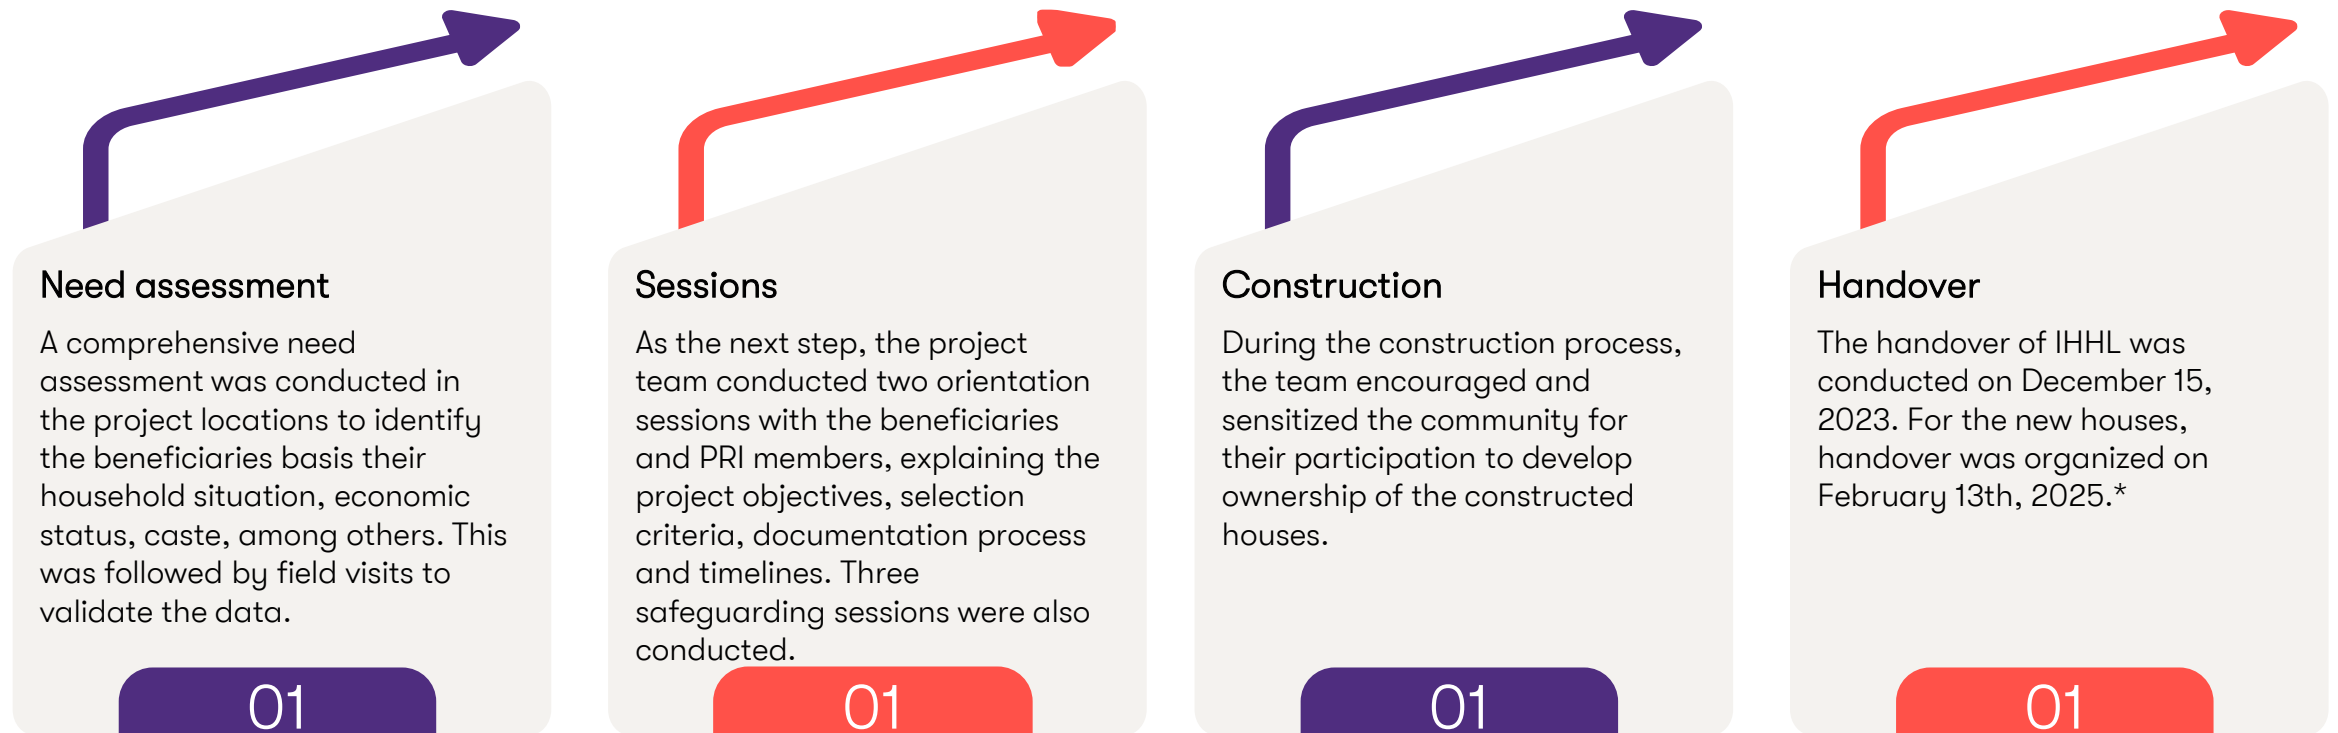 Need assessment
A comprehensive need
assessment was conducted in
the project locations to identify
the beneficiaries basis their
household situation, economic
status, caste, among others. This
was followed by field visits to
validate the data.
01
Sessions
As the next step, the project
team conducted two orientation
sessions with the beneficiaries
and PRI members, explaining the
project objectives, selection
criteria, documentation process
and timelines. Three
safeguarding sessions were also
conducted.
01
Construction
During the construction process,
the team encouraged and
sensitized the community for
their participation to develop
ownership of the constructed
houses.
01
Handover
The handover of IHHL was
conducted on December 15,
2023. For the new houses,
handover was organized on
February 13th, 2025.*
01